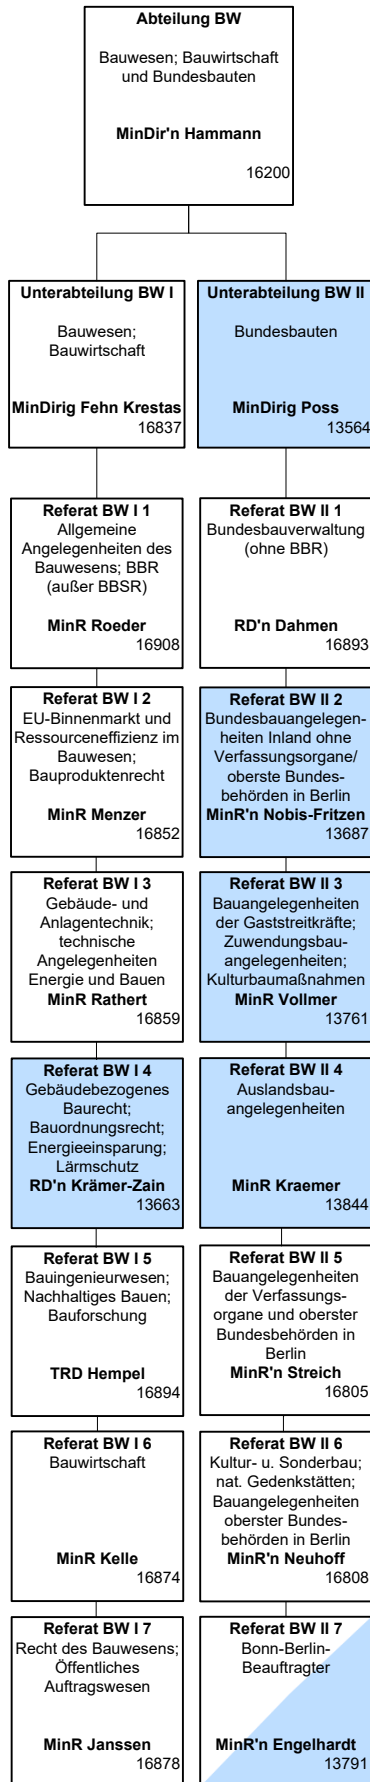 Abteilung BW
Bauwesen; Bauwirtschaft
und Bundesbauten
MinDir'n Hammann
16200
Unterabteilung BW I
Bauwesen;
Bauwirtschaft
MinDirig Fehn Krestas
16837
Unterabteilung BW II
Bundesbauten
MinDirig Poss
13564
Referat BW I 1
Allgemeine
Angelegenheiten des
Bauwesens; BBR
(außer BBSR)
MinR Roeder
16908
Referat BW II 1
Bundesbauverwaltung
(ohne BBR)
RD'n Dahmen
16893
Referat BW I 2
EU-Binnenmarkt und
Ressourceneffizienz im
Bauwesen;
Bauproduktenrecht
MinR Menzer
16852
Referat BW II 2
Bundesbauangelegen-
heiten Inland ohne
Verfassungsorgane/
oberste Bundes-
behörden in Berlin
MinR'n Nobis-Fritzen
13687
Referat BW I 3
Gebäude- und
Anlagentechnik;
technische
Angelegenheiten
Energie und Bauen
MinR Rathert
16859
Referat BW II 3
Bauangelegenheiten
der Gaststreitkräfte;
Zuwendungsbau-
angelegenheiten;
Kulturbaumaßnahmen
MinR Vollmer
13761
Referat BW I 4
Gebäudebezogenes
Baurecht;
Bauordnungsrecht;
Energieeinsparung;
Lärmschutz
RD'n Krämer-Zain
13663
Referat BW II 4
Auslandsbau-
angelegenheiten
MinR Kraemer
13844
Referat BW I 5
Bauingenieurwesen;
Nachhaltiges Bauen;
Bauforschung
TRD Hempel
16894
Referat BW II 5
Bauangelegenheiten
der Verfassungs-
organe und oberster
Bundesbehörden in
Berlin
MinR'n Streich
16805
Referat BW I 6
Bauwirtschaft
MinR Kelle
16874
Referat BW II 6
Kultur- u. Sonderbau;
nat. Gedenkstätten;
Bauangelegenheiten
oberster Bundes-
behörden in Berlin
MinR'n Neuhoff
16808
Referat BW I 7
Recht des Bauwesens;
Öffentliches
Auftragswesen
MinR Janssen
16878
Referat BW II 7
Bonn-Berlin-
Beauftragter
MinR'n Engelhardt
13791